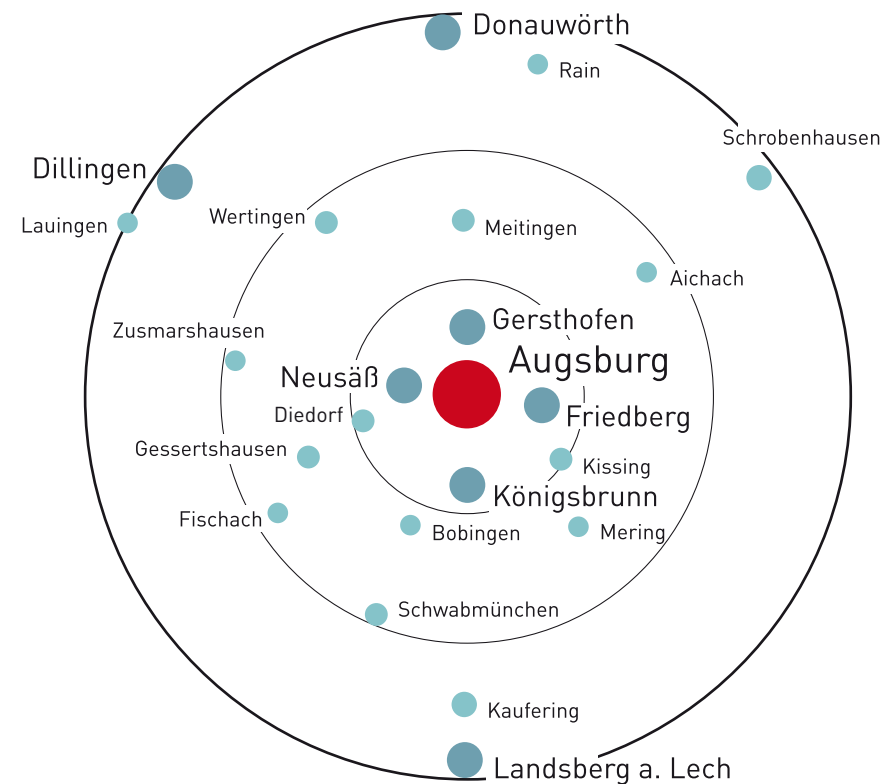 Donauwörth
Rain
Schrobenhausen
Dillingen
Lauingen
Wertingen
Meitingen
Aichach
Zusmarshausen
Gersthofen
Augsburg
Neusäß
Diedorf
Friedberg
Gessertshausen
Kissing
Königsbrunn
Fischach
Bobingen
Mering
Schwabmünchen
Kaufering
Landsberg a. Lech